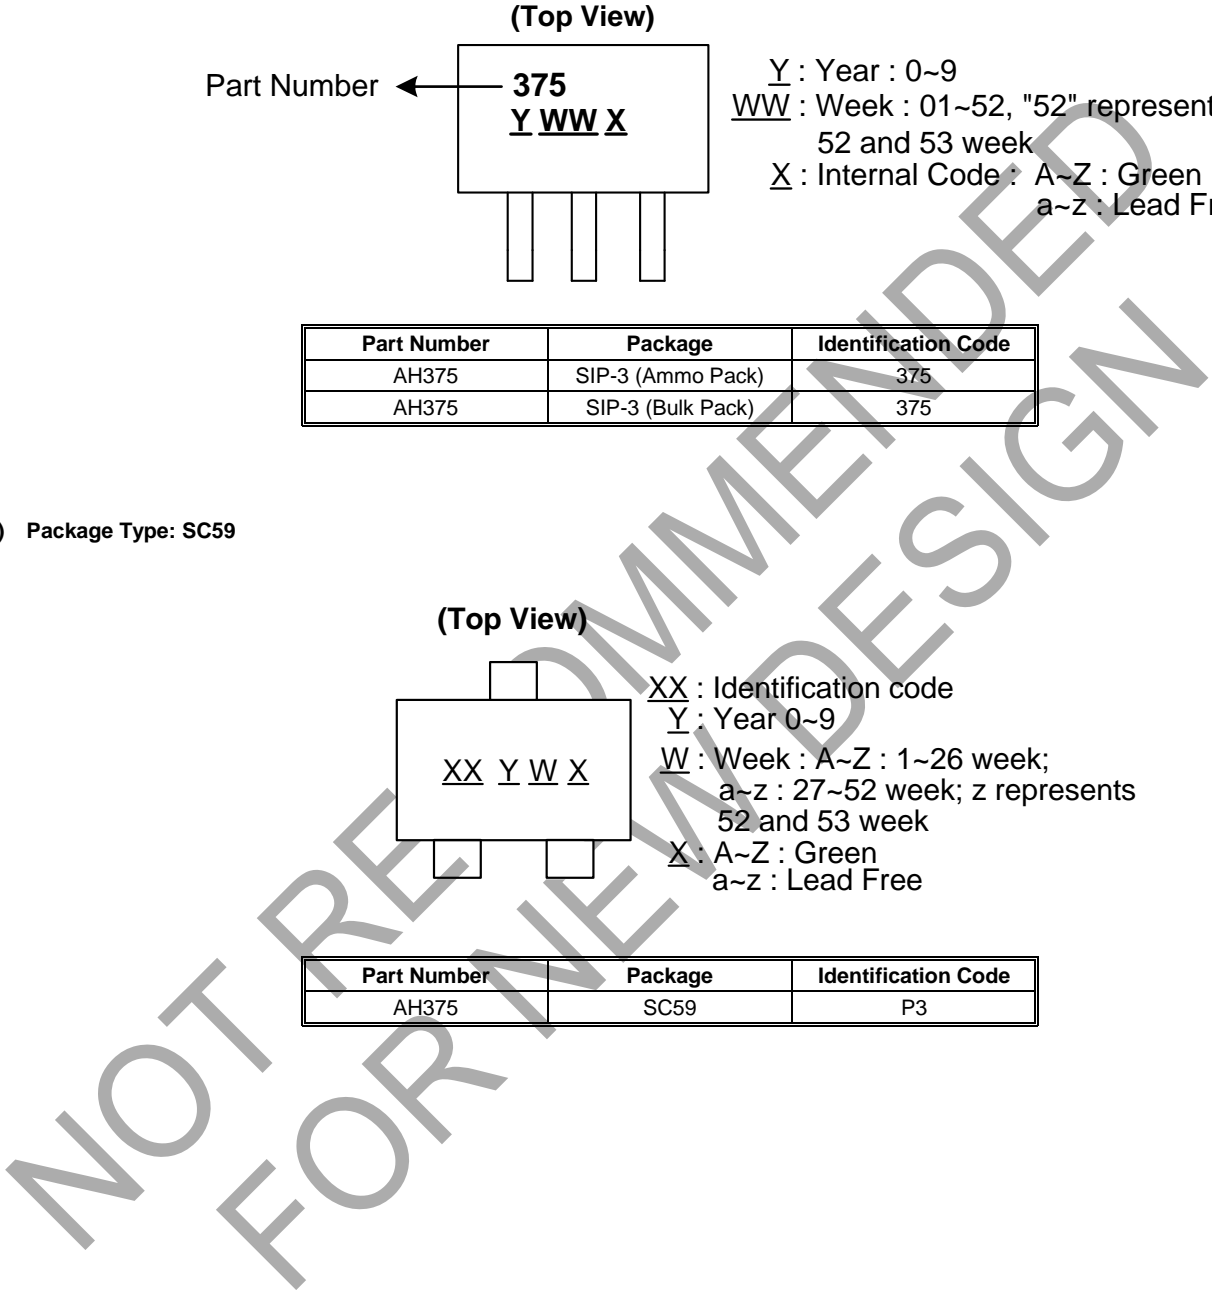 (Top View)
Part Number
375
Y WW X
Y : Year : 0~9
WW : Week : 01~52, "52" represent
52 and 53 week
X : Internal Code : A~Z : Green
a~z : Lead Fr
Part Number Package Identification Code
AH375 SIP-3 (Ammo Pack) 375
AH375 SIP-3 (Bulk Pack) 375
) Package Type: SC59
(Top View)
XX Y W X
XX : Identification code
Y : Year 0~9
W : Week : A~Z : 1~26 week;
a~z : 27~52 week; z represents
52 and 53 week
X : A~Z : Green
a~z : Lead Free
Part Number Package Identification Code
AH375 SC59 P3
NOT RECOMMENDED
FOR NEW DESIGN